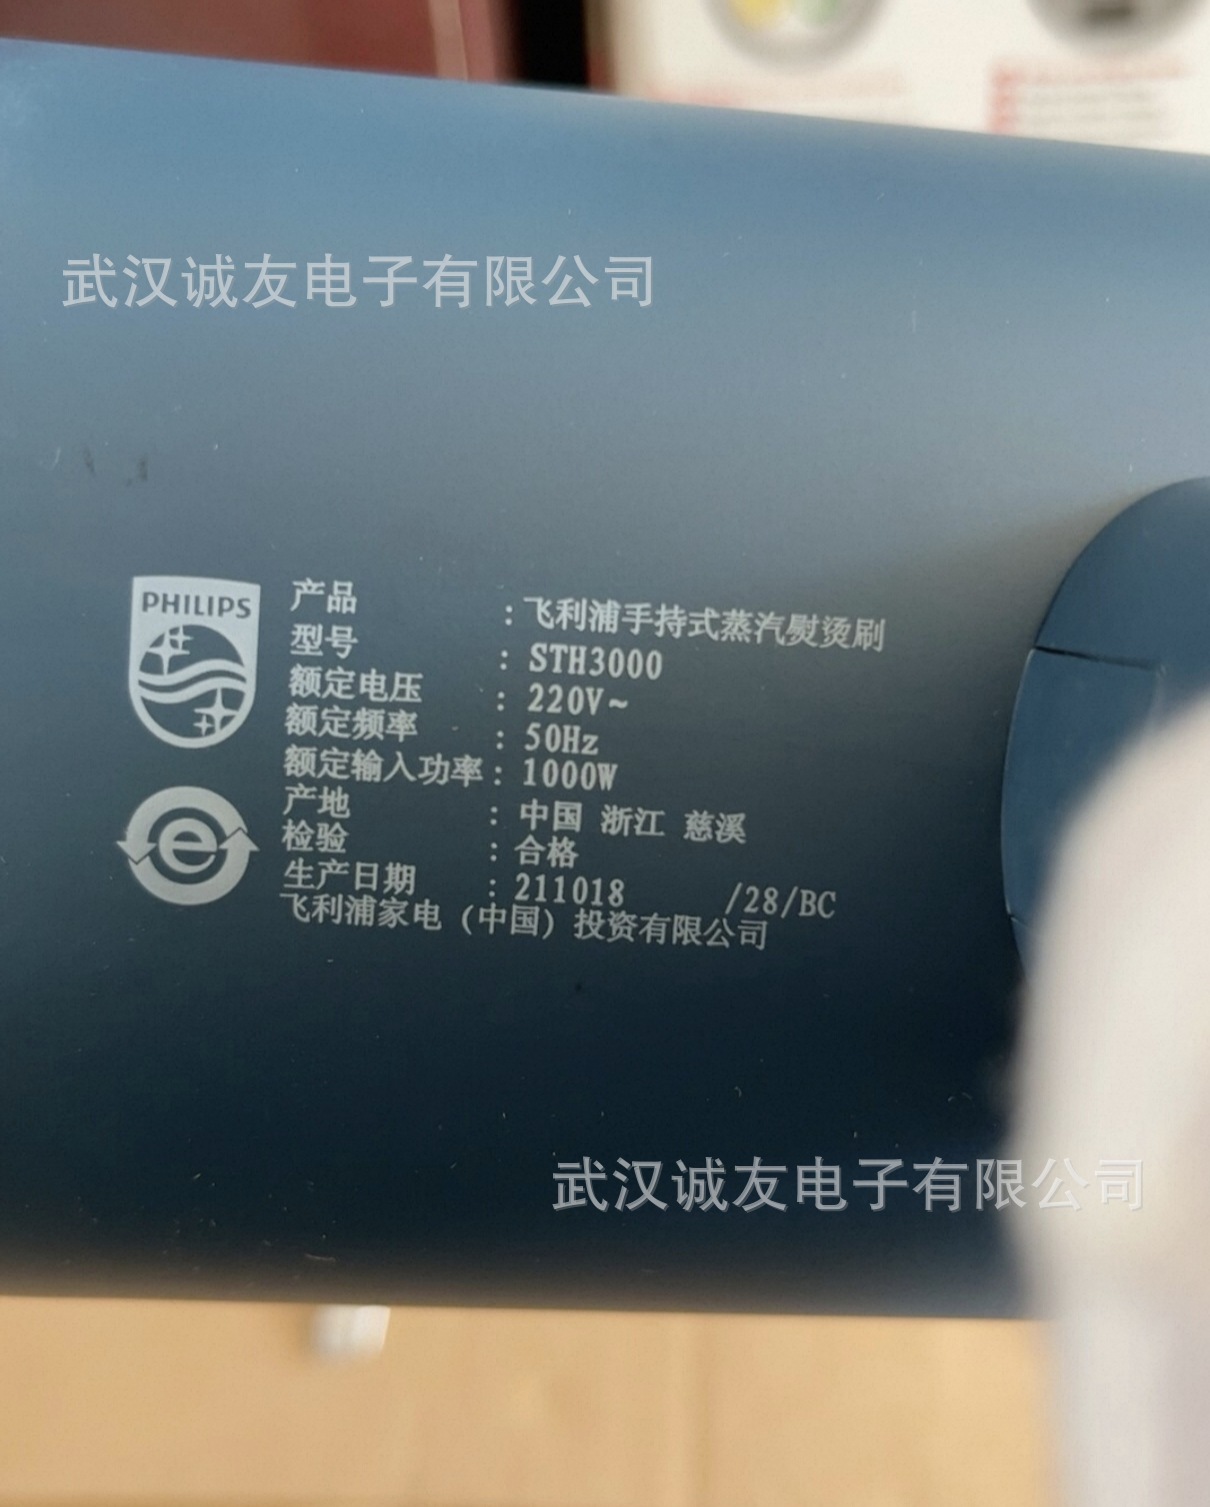 武汉诚友电子有限公司
PHILIPS
产品 : 飞利浦手持式蒸汽熨烫刷
型号 : STH3000
额定电压 : 220V~
额定频率 : 50Hz
额定输入功率 : 1000W
产地 : 中国 浙江 慈溪
检验 : 合格
生产日期 : 211018 /28/BC
飞利浦家电（中国）投资有限公司
e
武汉诚友电子有限公司